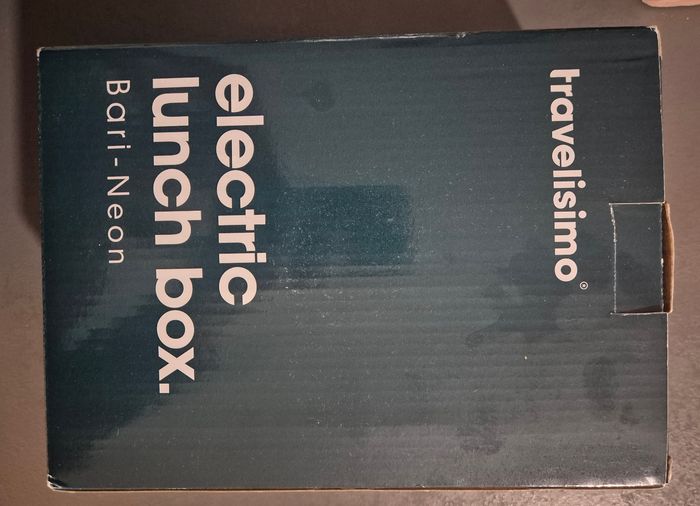 travelisimo®
electric
lunch box.
Bari-Neon